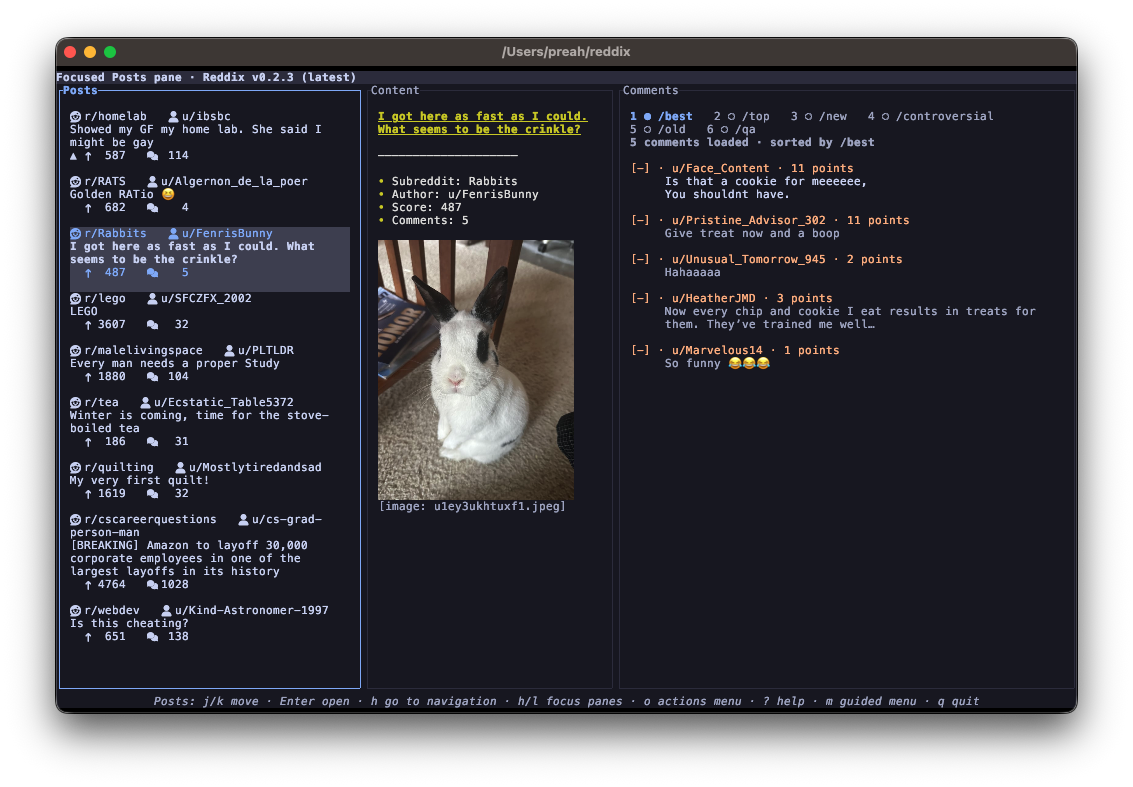 /Users/preah/reddix
Focused Posts pane · Reddix v0.2.3 (latest)
Posts
r/homelab u/ibsbc
Showed my GF my home lab. She said I
might be gay
▲ ↑ 587 114
r/RATS u/Algernon_de_la_poer
Golden RATio 😆
↑ 682 4
r/Rabbits u/FenrisBunny
I got here as fast as I could. What
seems to be the crinkle?
↑ 487 5
r/lego u/SFCZFX_2002
LEGO
↑ 3607 32
r/malelivingspace u/PLTLDR
Every man needs a proper Study
↑ 1880 104
r/tea u/Ecstatic_Table5372
Winter is coming, time for the stove-
boiled tea
↑ 186 31
r/quilting u/Mostlytiredandsad
My very first quilt!
↑ 1619 32
r/cscareerquestions u/cs-grad-
person-man
[BREAKING] Amazon to layoff 30,000
corporate employees in one of the
largest layoffs in its history
↑ 4764 1028
r/webdev u/Kind-Astronomer-1997
Is this cheating?
↑ 651 138
Content
I got here as fast as I could.
What seems to be the crinkle?
• Subreddit: Rabbits
• Author: u/FenrisBunny
• Score: 487
• Comments: 5
HONOR
[image: u1ey3ukhtuxf1.jpeg]
Comments
1 ● /best 2 ○ /top 3 ○ /new 4 ○ /controversial
5 ○ /old 6 ○ /qa
5 comments loaded · sorted by /best
[−] · u/Face_Content · 11 points
Is that a cookie for meeeeee,
You shouldnt have.
[−] · u/Pristine_Advisor_302 · 11 points
Give treat now and a boop
[−] · u/Unusual_Tomorrow_945 · 2 points
Hahaaaaa
[−] · u/HeatherJMD · 3 points
Now every chip and cookie I eat results in treats for
them. They’ve trained me well…
[−] · u/Marvelous14 · 1 points
So funny 😂😂😂
Posts: j/k move · Enter open · h go to navigation · h/l focus panes · o actions menu · ? help · m guided menu · q quit